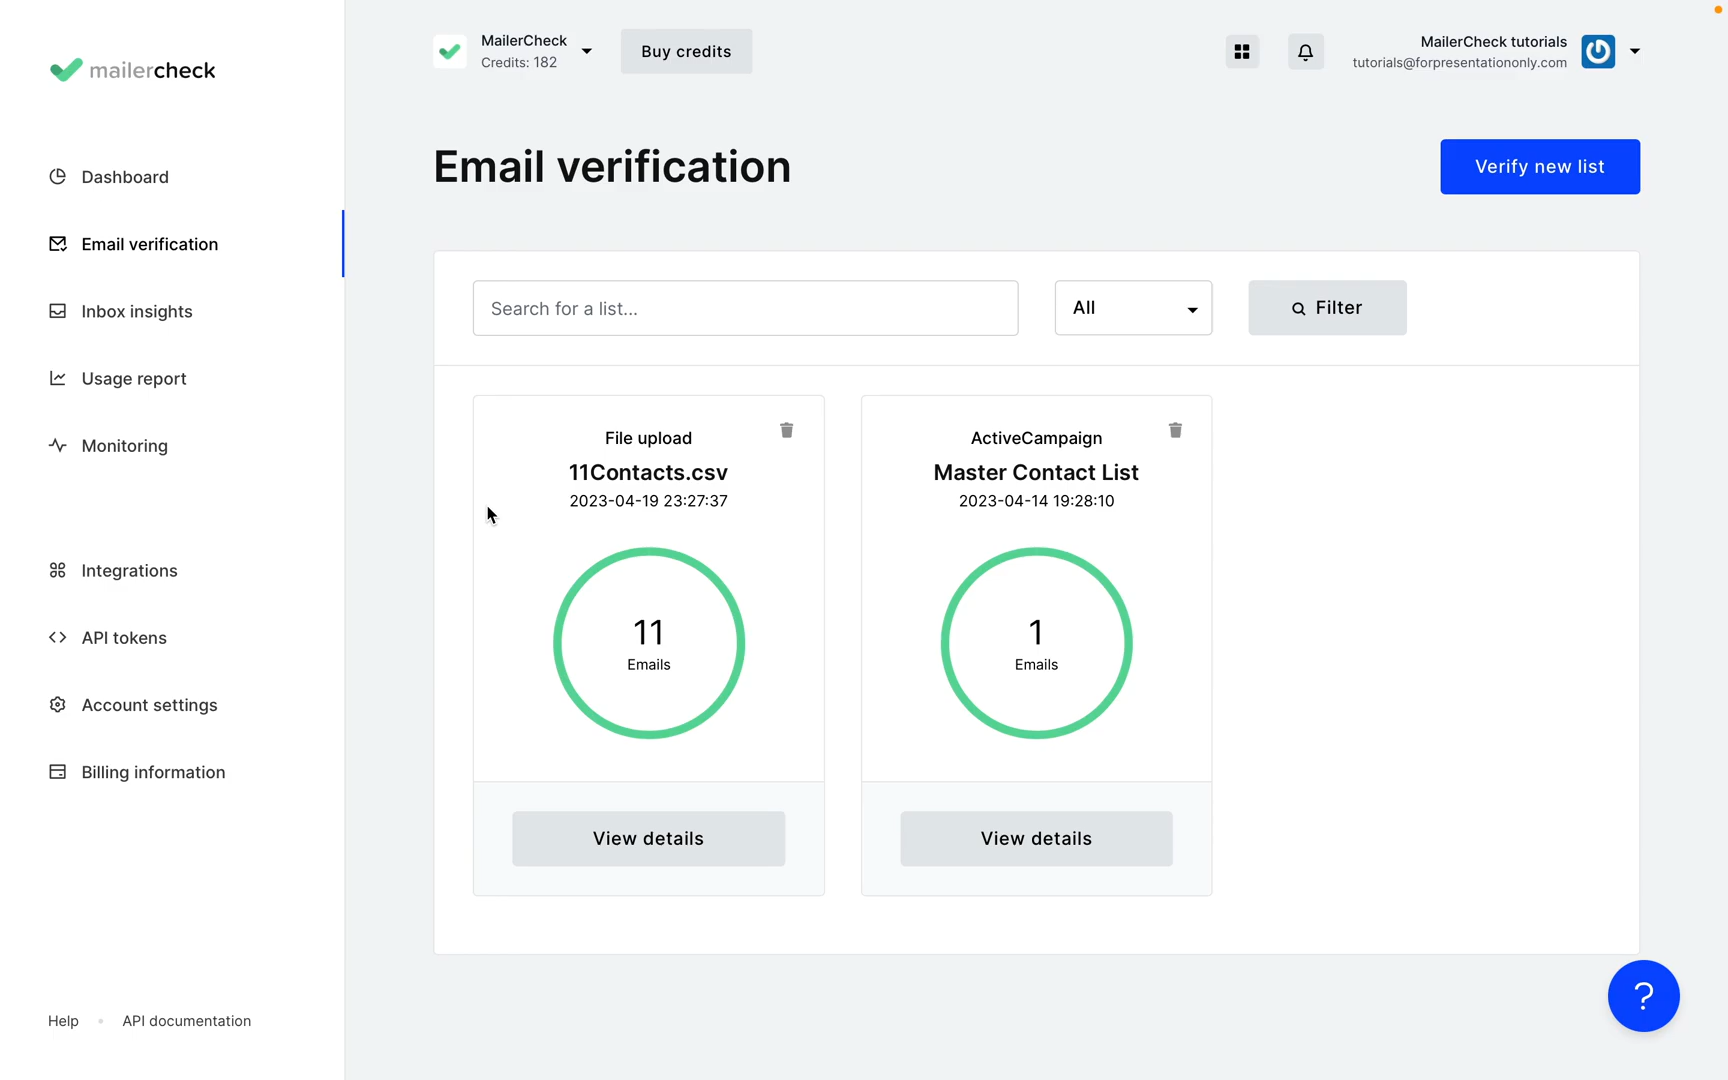 mailercheck
Dashboard
Email verification
Inbox insights
Usage report
Monitoring
Integrations
API tokens
Account settings
Billing information
Help
API documentation
MailerCheck
Credits: 182
Buy credits
MailerCheck tutorials
tutorials@forpresentationonly.com
Email verification
Verify new list
Search for a list...
All
Filter
File upload
11Contacts.csv
2023-04-19 23:27:37
11
Emails
View details
ActiveCampaign
Master Contact List
2023-04-14 19:28:10
1
Emails
View details
?